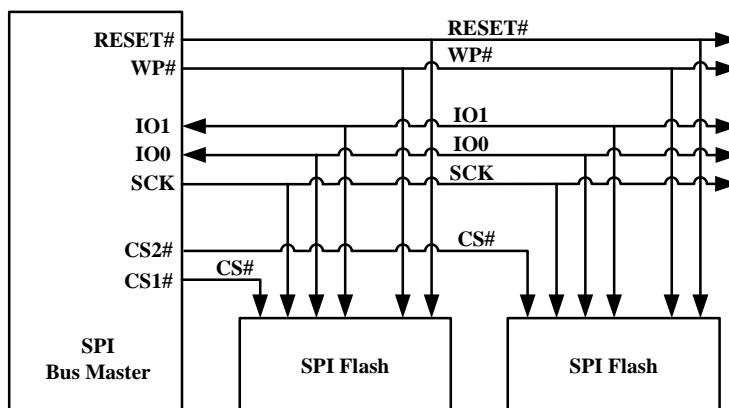 RESET#
RESET#
WP#
WP#
IO1
IO1
IO0
IO0
SCK
SCK
CS2#
CS#
CS1#
CS#
SPI
Bus Master
SPI Flash
SPI Flash